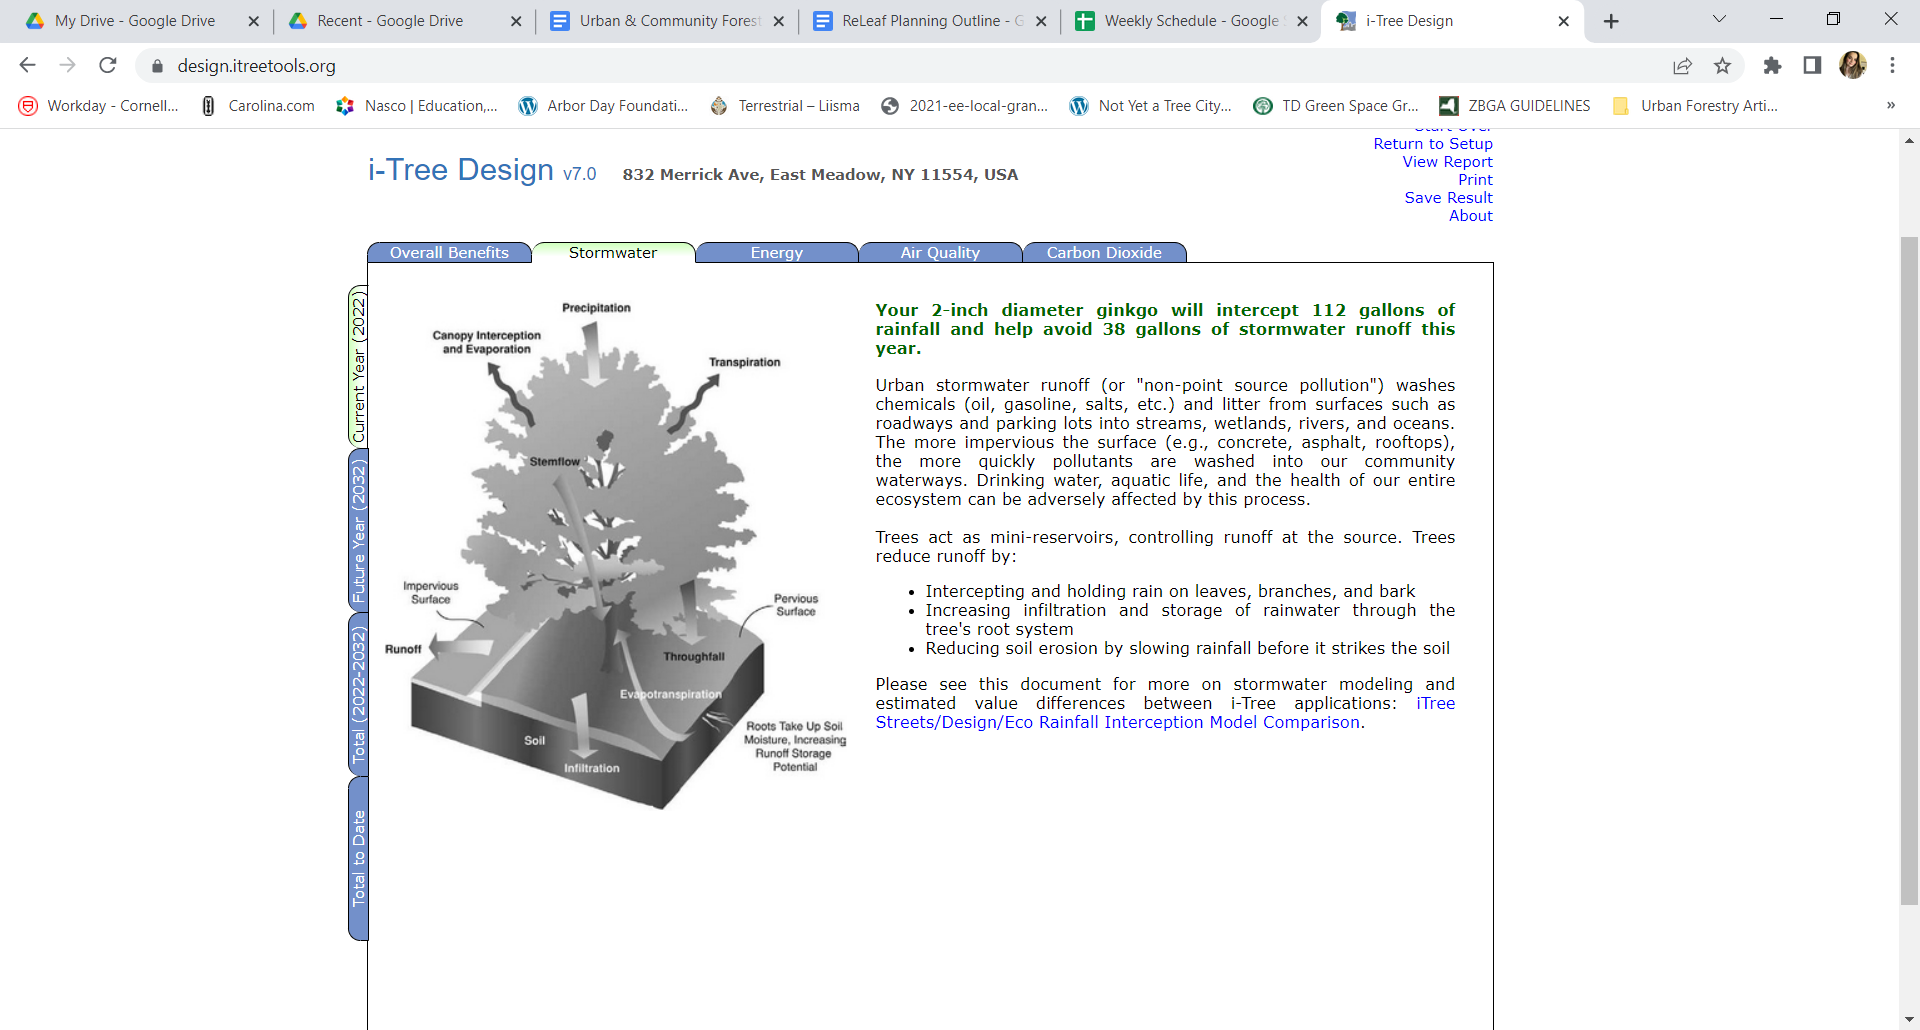 My Drive - Google Drive
Recent - Google Drive
Urban & Community Forest
ReLeaf Planning Outline - G
Weekly Schedule - Google S
i-Tree Design
design.itreetools.org
Workday - Cornell...
Carolina.com
Nasco | Education,...
Arbor Day Foundati...
Terrestrial – Liisma
2021-ee-local-gran...
Not Yet a Tree City...
TD Green Space Gr...
ZBGA GUIDELINES
Urban Forestry Arti...
»
Start Over
Return to Setup
View Report
Print
Save Result
About
i-Tree Design v7.0
832 Merrick Ave, East Meadow, NY 11554, USA
Overall Benefits
Stormwater
Energy
Air Quality
Carbon Dioxide
Current Year (2022)
Future Year (2032)
Total (2022-2032)
Total to Date
Precipitation
Canopy Interception
and Evaporation
Transpiration
Stemflow
Impervious
Surface
Pervious
Surface
Runoff
Throughfall
Evapotranspiration
Soil
Infiltration
Roots Take Up Soil
Moisture, Increasing
Runoff Storage
Potential
Your 2-inch diameter ginkgo will intercept 112 gallons of
rainfall and help avoid 38 gallons of stormwater runoff this
year.
Urban stormwater runoff (or "non-point source pollution") washes
chemicals (oil, gasoline, salts, etc.) and litter from surfaces such as
roadways and parking lots into streams, wetlands, rivers, and oceans.
The more impervious the surface (e.g., concrete, asphalt, rooftops),
the more quickly pollutants are washed into our community
waterways. Drinking water, aquatic life, and the health of our entire
ecosystem can be adversely affected by this process.
Trees act as mini-reservoirs, controlling runoff at the source. Trees
reduce runoff by:
• Intercepting and holding rain on leaves, branches, and bark
• Increasing infiltration and storage of rainwater through the
tree's root system
• Reducing soil erosion by slowing rainfall before it strikes the soil
Please see this document for more on stormwater modeling and
estimated value differences between i-Tree applications: iTree
Streets/Design/Eco Rainfall Interception Model Comparison.